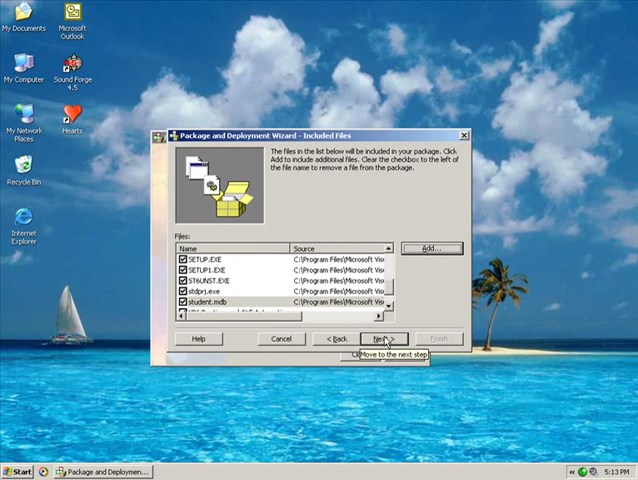 My Documents
Microsoft
Outlook
My Computer
Sound Forge
4.5
My Network
Places
Hearts
Recycle Bin
Internet
Explorer
Package and Deployment Wizard - Included Files
The files in the list below will be included in your package. Click
Add to include additional files. Clear the checkbox to the left of
the file name to remove a file from the package.
Files:
Name Source
SETUP.EXE C:\Program Files\Microsoft Visu
SETUP1.EXE C:\Program Files\Microsoft Visu
ST6UNST.EXE C:\Program Files\Microsoft Visu
stdprj.exe C:\Program Files\Microsoft Visu
student.mdb C:\Program Files\Microsoft Visu
Add...
Help Cancel < Back Next > Finish
Move to the next step
Start Package and Deploymen... 5:13 PM